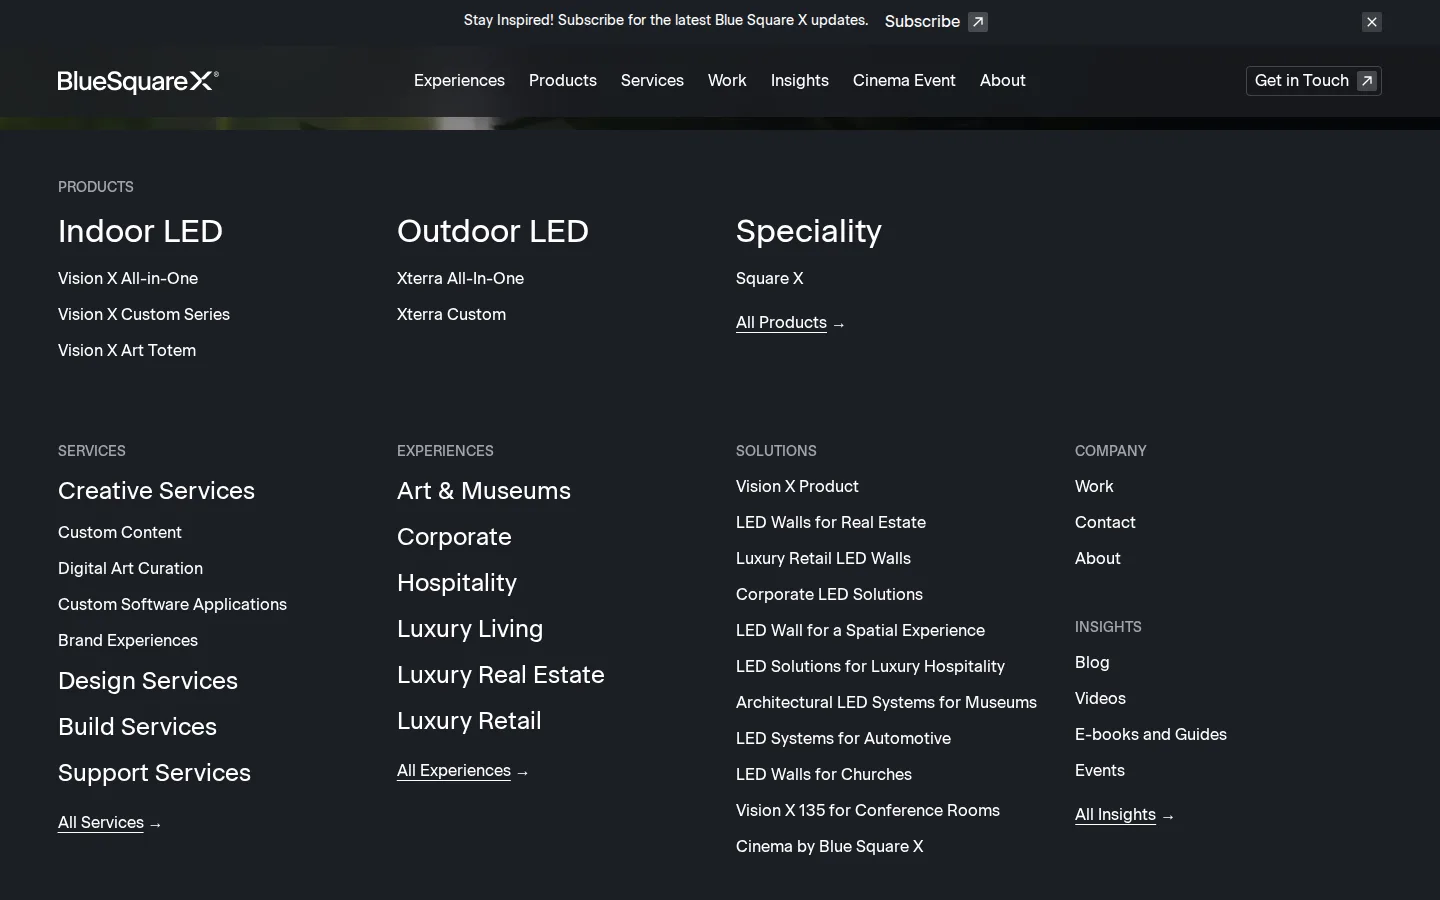 Stay Inspired! Subscribe for the latest Blue Square X updates. Subscribe
BlueSquareX®
Experiences Products Services Work Insights Cinema Event About
Get in Touch
PRODUCTS
Indoor LED
Vision X All-in-One
Vision X Custom Series
Vision X Art Totem
Outdoor LED
Xterra All-In-One
Xterra Custom
Speciality
Square X
All Products →
SERVICES
Creative Services
Custom Content
Digital Art Curation
Custom Software Applications
Brand Experiences
Design Services
Build Services
Support Services
All Services →
EXPERIENCES
Art & Museums
Corporate
Hospitality
Luxury Living
Luxury Real Estate
Luxury Retail
All Experiences →
SOLUTIONS
Vision X Product
LED Walls for Real Estate
Luxury Retail LED Walls
Corporate LED Solutions
LED Wall for a Spatial Experience
LED Solutions for Luxury Hospitality
Architectural LED Systems for Museums
LED Systems for Automotive
LED Walls for Churches
Vision X 135 for Conference Rooms
Cinema by Blue Square X
COMPANY
Work
Contact
About
INSIGHTS
Blog
Videos
E-books and Guides
Events
All Insights →